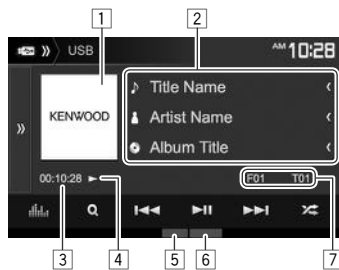 1
2
» USB
AM 10:28
Title Name
KENWOOD
Artist Name
»
Album Title
00:10:28
F01 T01
3
4
5
6
7